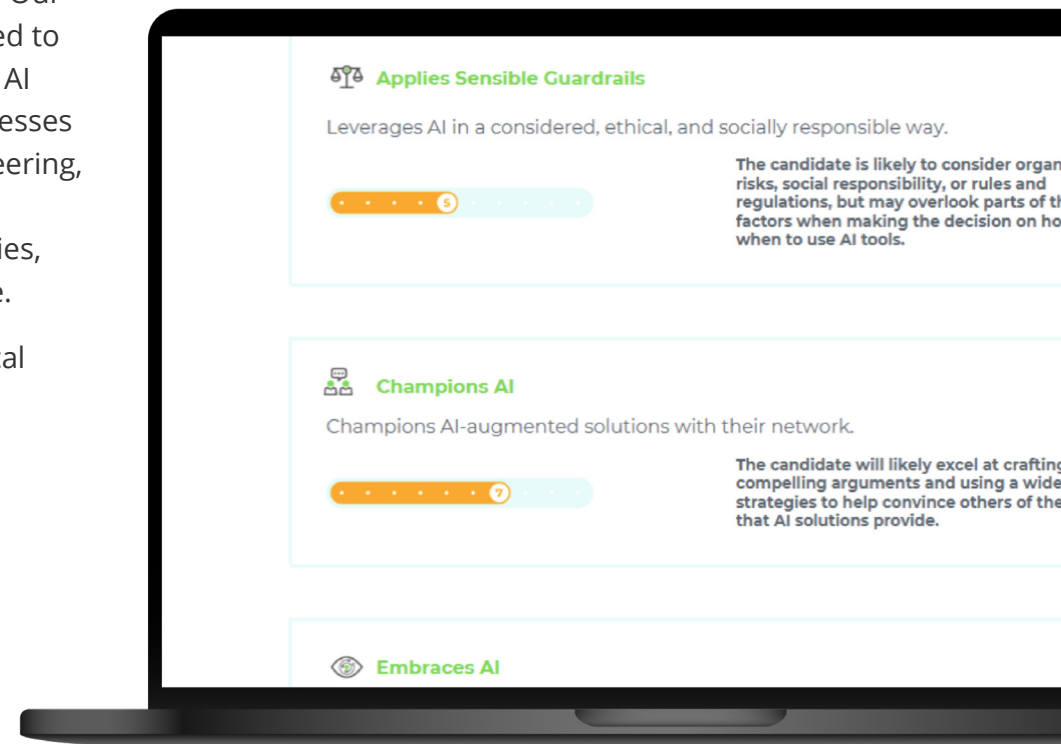 ed to
AI
esses
eering,
ies,
e.
tal
Applies Sensible Guardrails
Leverages AI in a considered, ethical, and socially responsible way.
5
The candidate is likely to consider organ
risks, social responsibility, or rules and
regulations, but may overlook parts of th
factors when making the decision on ho
when to use AI tools.
Champions AI
Champions AI-augmented solutions with their network.
7
The candidate will likely excel at crafting
compelling arguments and using a wide
strategies to help convince others of the
that AI solutions provide.
Embraces AI